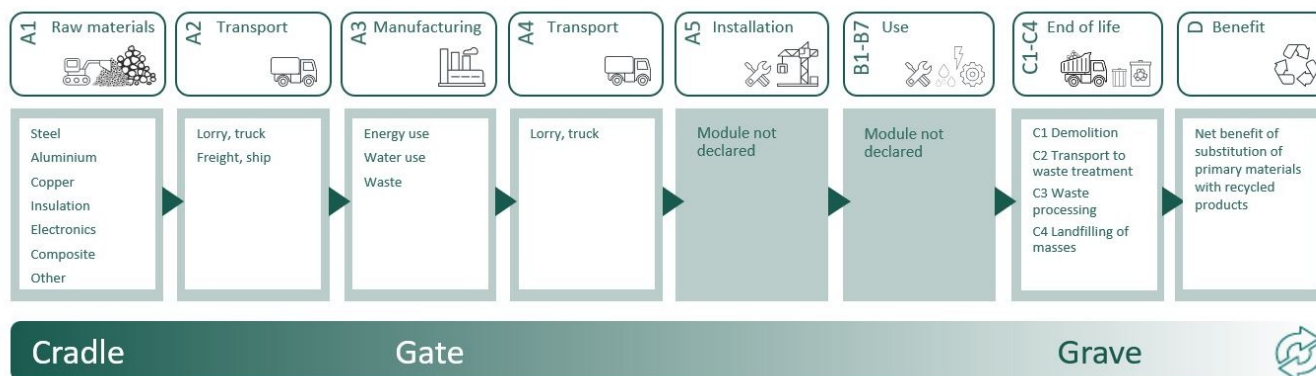 A1 Raw materials
A2 Transport
A3 Manufacturing
A4 Transport
A5 Installation
B1-B7 Use
C1-C4 End of life
D Benefit
Steel
Aluminium
Copper
Insulation
Electronics
Composite
Other
Lorry, truck
Freight, ship
Energy use
Water use
Waste
Lorry, truck
Module not
declared
Module not
declared
C1 Demolition
C2 Transport to
waste treatment
C3 Waste
processing
C4 Landfilling of
masses
Net benefit of
substitution of
primary materials
with recycled
products
Cradle
Gate
Grave